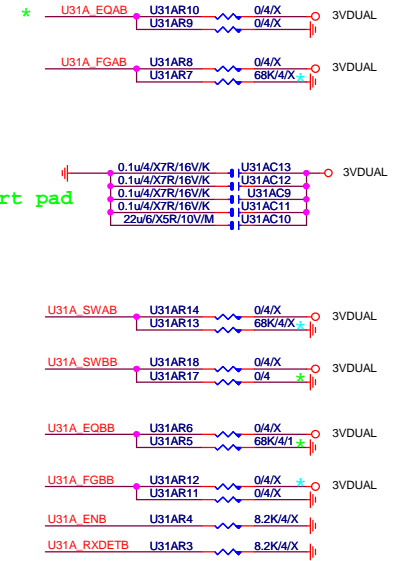 * U31A_EQAB U31AR10 0/4/X 3VDUAL
U31AR9 0/4/X
U31A_FGAB U31AR8 0/4/X 3VDUAL
U31AR7 68K/4/X *
0.1u/4/X7R/16V/K U31AC13 3VDUAL
0.1u/4/X7R/16V/K U31AC12
0.1u/4/X7R/16V/K U31AC9
rt pad 0.1u/4/X7R/16V/K U31AC11
22u/6/X5R/10V/M U31AC10
U31A_SWAB U31AR14 0/4/X 3VDUAL
U31AR13 68K/4/X *
U31A_SWBB U31AR18 0/4/X 3VDUAL
U31AR17 0/4 *
U31A_EQBB U31AR6 0/4/X 3VDUAL
U31AR5 68K/4/1 *
U31A_FGBB U31AR12 0/4/X * 3VDUAL
U31AR11 0/4/X
U31A_ENB U31AR4 8.2K/4/X
U31A_RXDETB U31AR3 8.2K/4/X